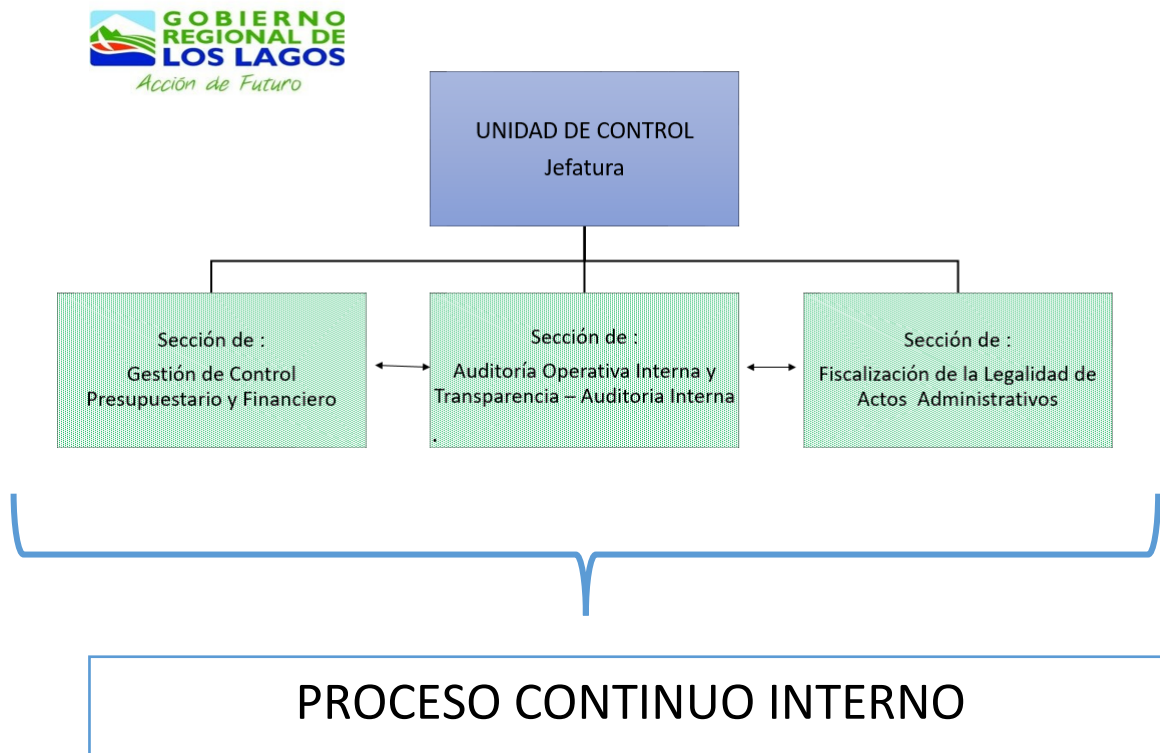 GOBIERNO
REGIONAL DE
LOS LAGOS
Acción de Futuro
UNIDAD DE CONTROL
Jefatura
Sección de :
Gestión de Control
Presupuestario y Financiero
Sección de :
Auditoría Operativa Interna y
Transparencia – Auditoria Interna
.
Sección de :
Fiscalización de la Legalidad de
Actos Administrativos
PROCESO CONTINUO INTERNO